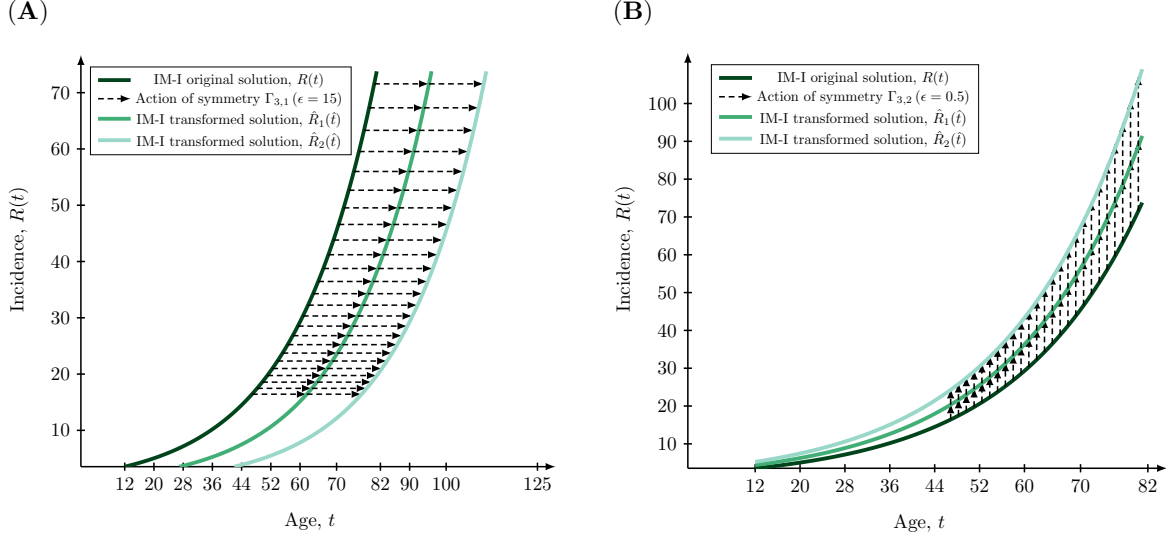 (A)
IM-I original solution, R(t)
Action of symmetry Γ3,1 (ϵ = 15)
IM-I transformed solution, R̂1(t̂)
IM-I transformed solution, R̂2(t̂)
Incidence, R(t)
70
60
50
40
30
20
10
12 20 28 36 44 52 60 70 82 90 100 125
Age, t
(B)
IM-I original solution, R(t)
Action of symmetry Γ3,2 (ϵ = 0.5)
IM-I transformed solution, R̂1(t̂)
IM-I transformed solution, R̂2(t̂)
Incidence, R(t)
100
90
80
70
60
50
40
30
20
10
12 20 28 36 44 52 60 70 82
Age, t